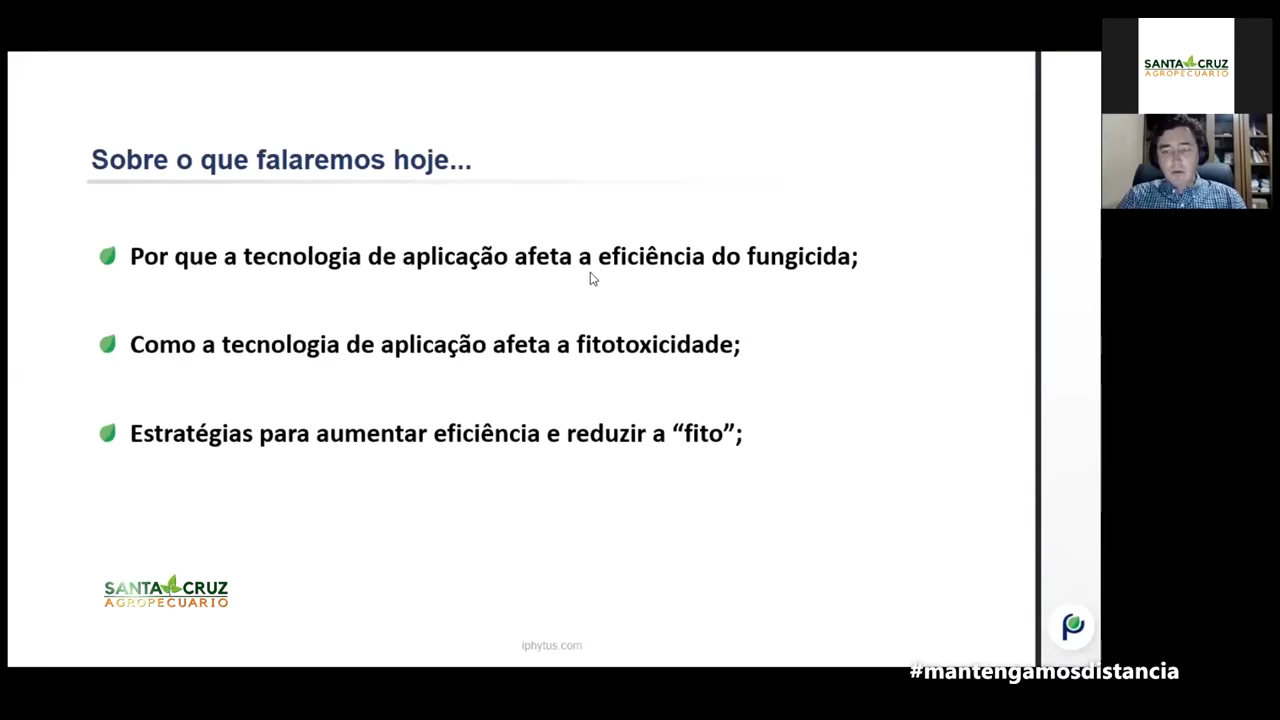 SANTA CRUZ
AGROPECUARIO
Sobre o que falaremos hoje...
Por que a tecnologia de aplicação afeta a eficiência do fungicida;
Como a tecnologia de aplicação afeta a fitotoxicidade;
Estratégias para aumentar eficiência e reduzir a “fito”;
SANTA CRUZ
AGROPECUARIO
iphytus.com
#mantengamosdistancia